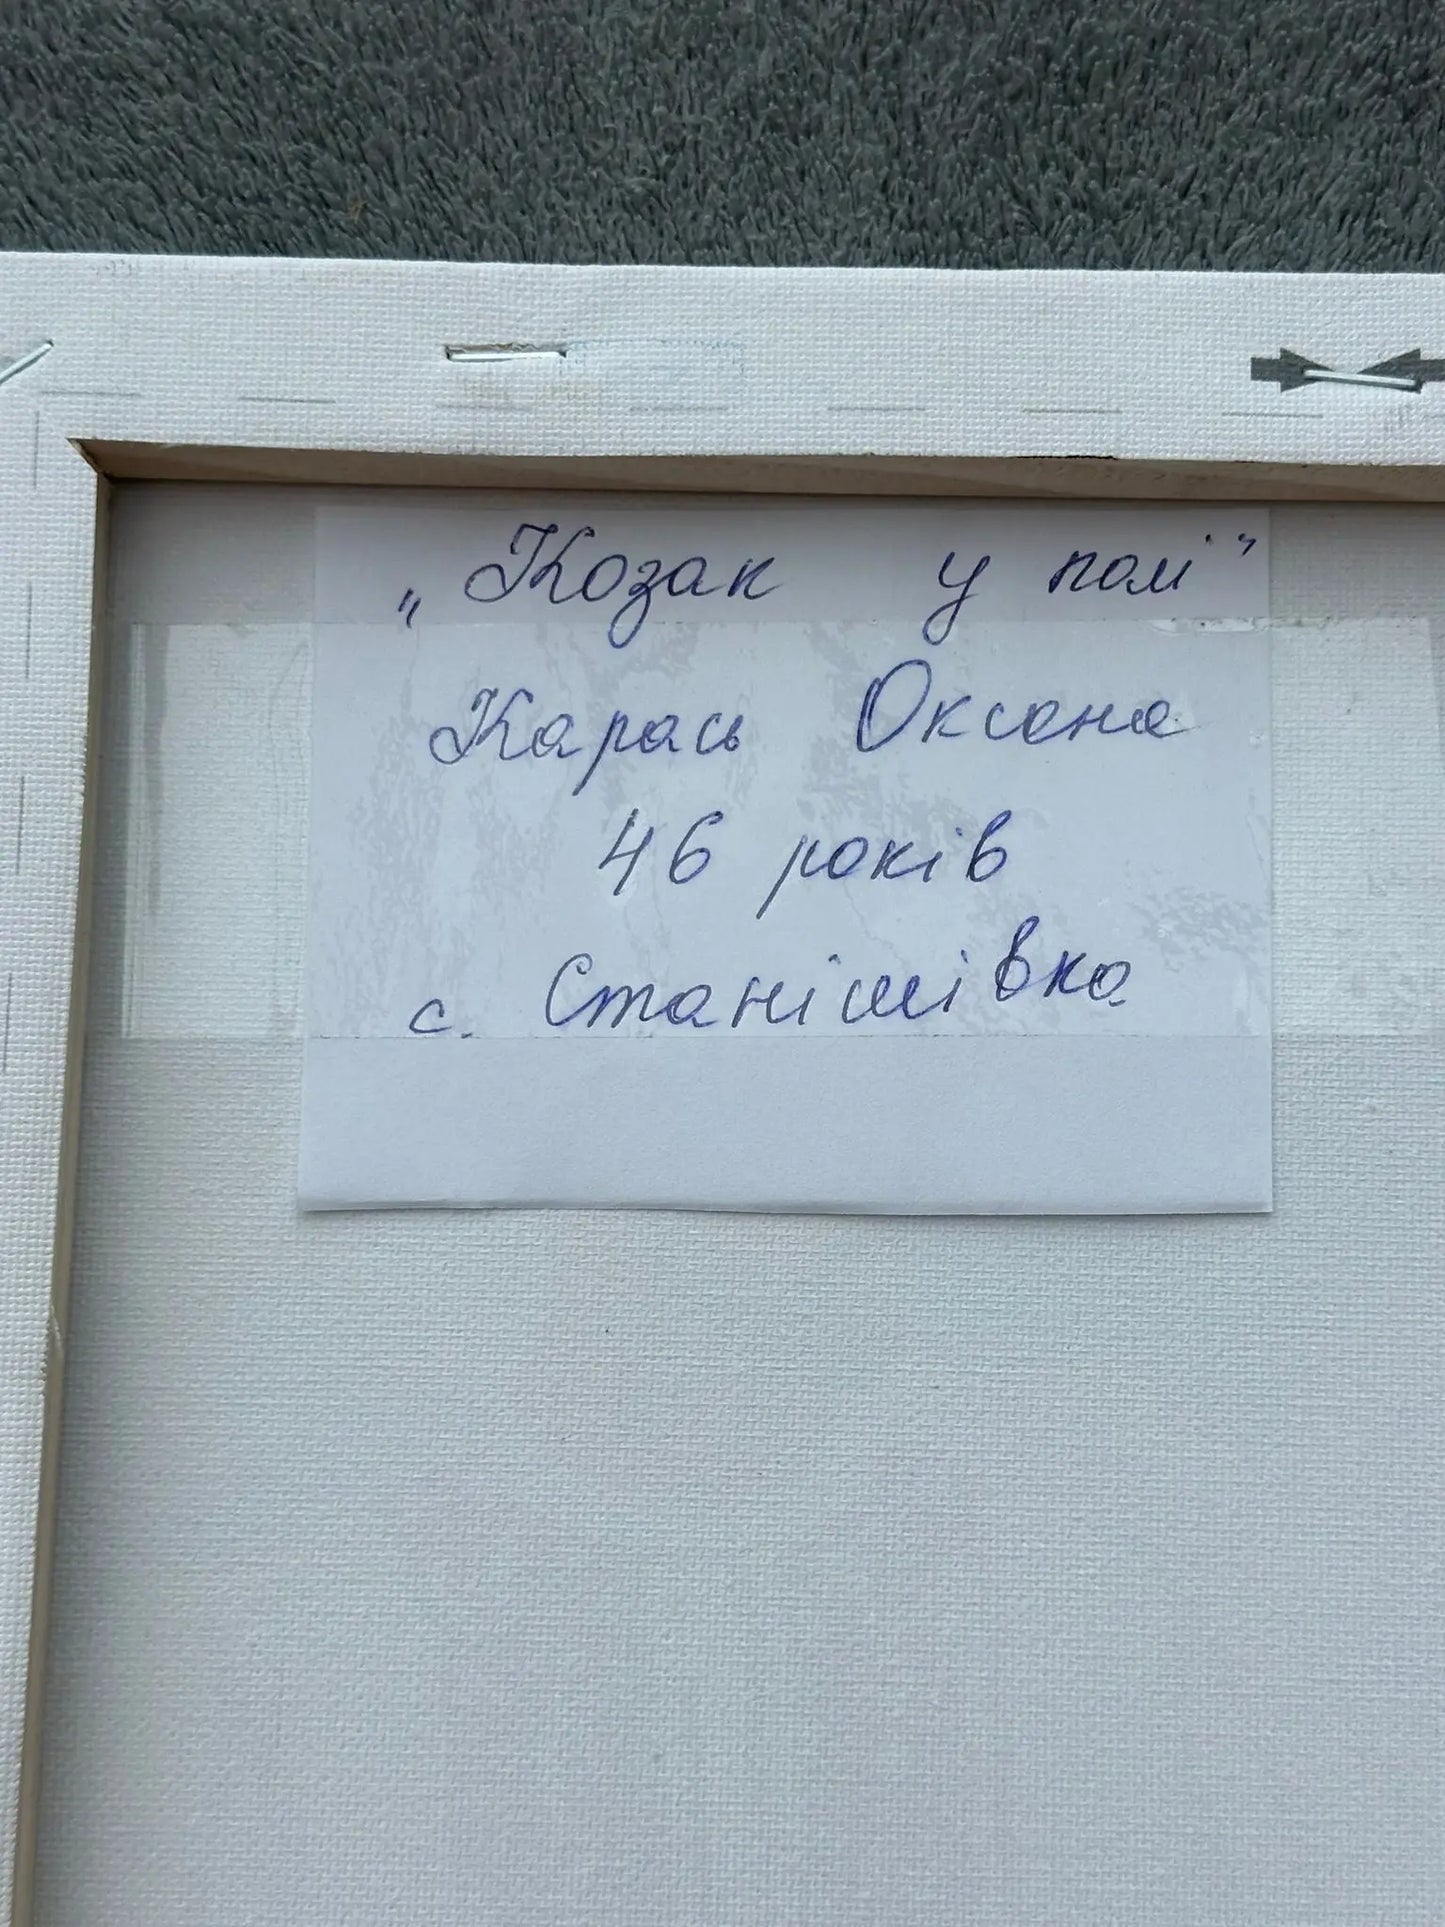 „Козак у полі"
Карась Оксана
46 років
с. Станішівка